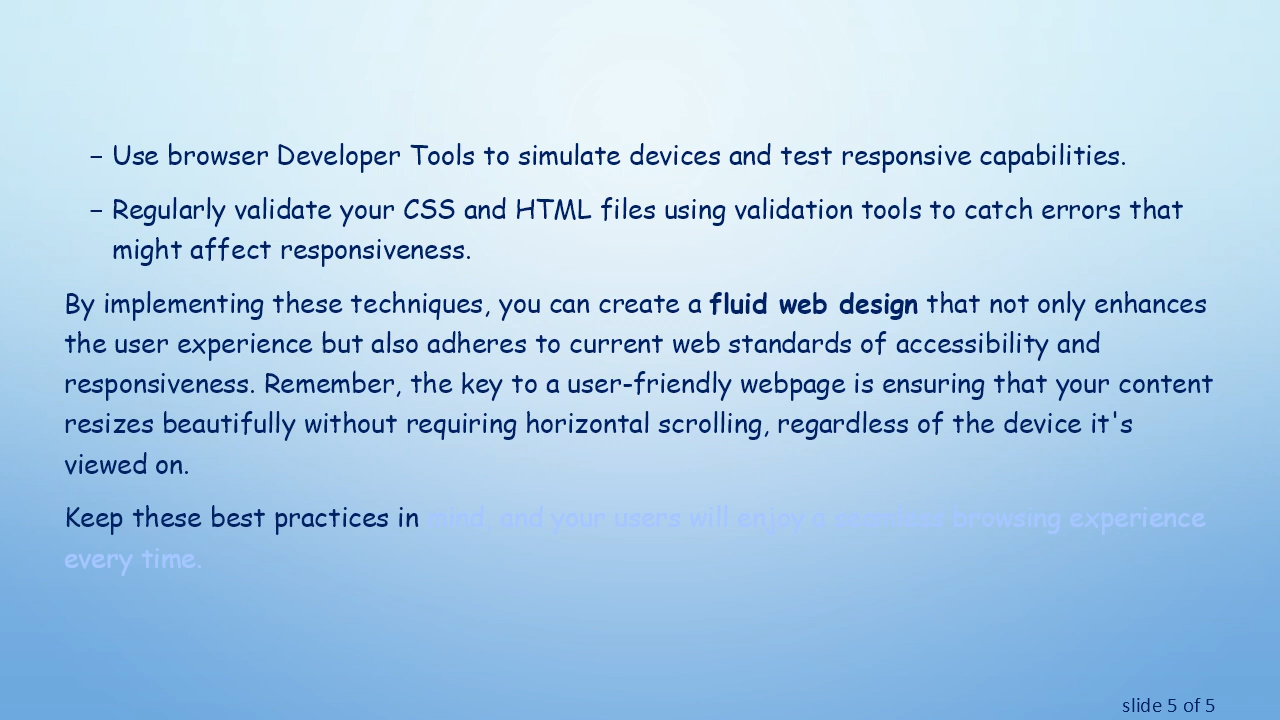 – Use browser Developer Tools to simulate devices and test responsive capabilities.
– Regularly validate your CSS and HTML files using validation tools to catch errors that
might affect responsiveness.
By implementing these techniques, you can create a fluid web design that not only enhances
the user experience but also adheres to current web standards of accessibility and
responsiveness. Remember, the key to a user-friendly webpage is ensuring that your content
resizes beautifully without requiring horizontal scrolling, regardless of the device it's
viewed on.
Keep these best practices in mind, and your users will enjoy a seamless browsing experience
every time.
slide 5 of 5